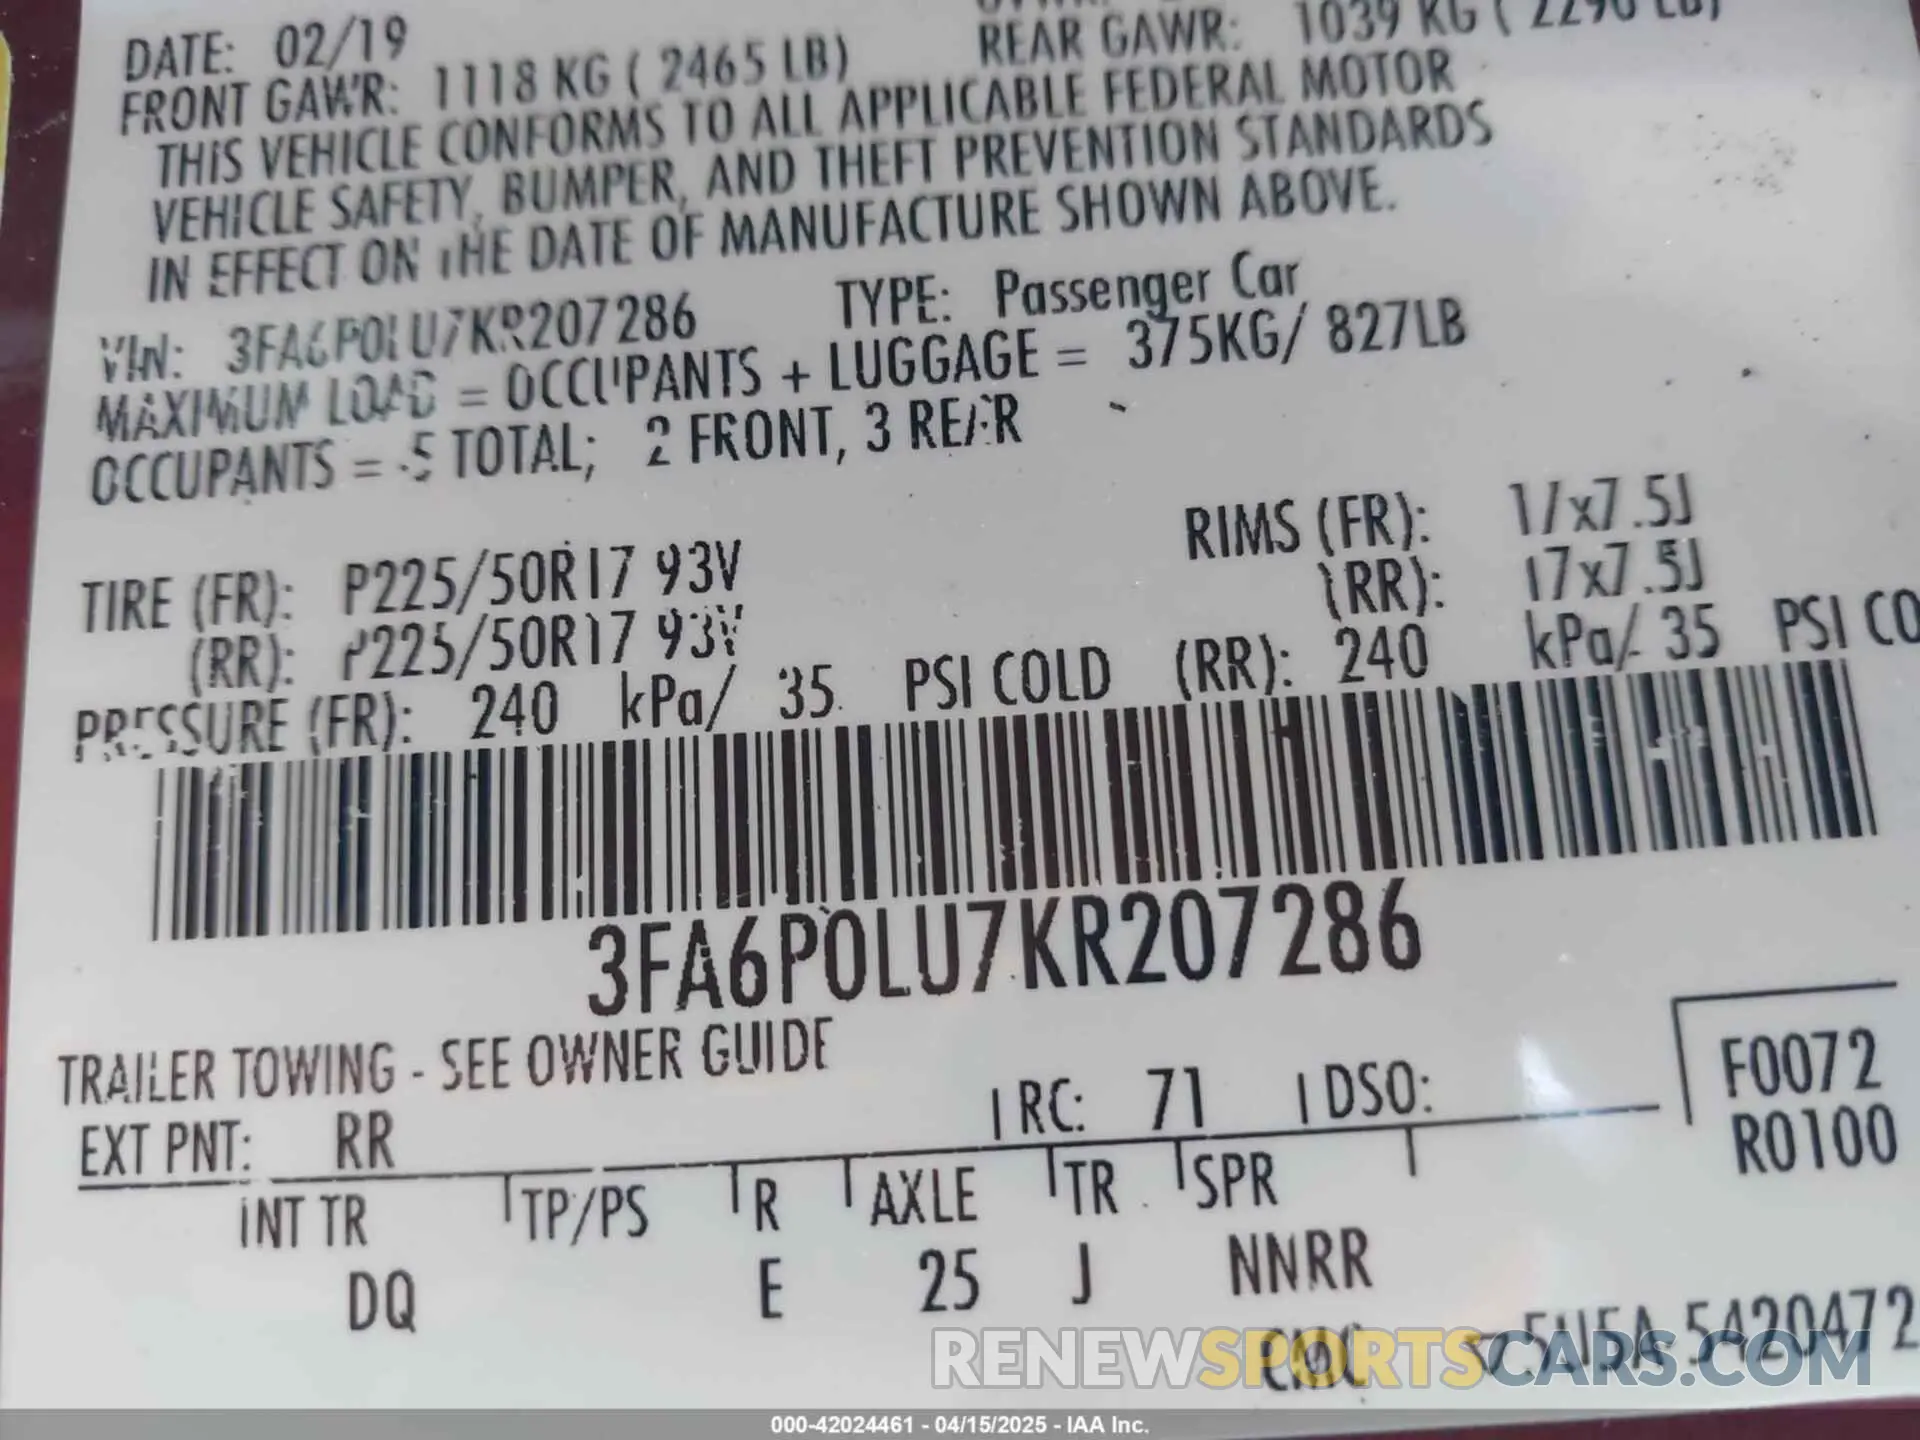 DATE: 02/19
FRONT GAWR: 1118 KG ( 2465 LB) REAR GAWR: 1039 KG ( 2290 LB)
THIS VEHICLE CONFORMS TO ALL APPLICABLE FEDERAL MOTOR
VEHICLE SAFETY, BUMPER, AND THEFT PREVENTION STANDARDS
IN EFFECT ON THE DATE OF MANUFACTURE SHOWN ABOVE.
VIN: 3FA6P0LU7KR207286 TYPE: Passenger Car
MAXIMUM LOAD = OCCUPANTS + LUGGAGE = 375KG/ 827LB
OCCUPANTS = 5 TOTAL; 2 FRONT, 3 REAR
TIRE (FR): P225/50R17 93V RIMS (FR): 17x7.5J
(RR): P225/50R17 93V (RR): 17x7.5J
PRESSURE (FR): 240 kPa/ 35 PSI COLD (RR): 240 kPa/ 35 PSI CO
3FA6P0LU7KR207286
TRAILER TOWING - SEE OWNER GUIDE
EXT PNT: RR RC: 71 DSO: F0072
R0100
INT TR TP/PS R AXLE TR SPR
DQ E 25 J NNRR
5U5A 5420472
RENEWSPORTSCARS.COM
000-42024461 - 04/15/2025 - IAA Inc.